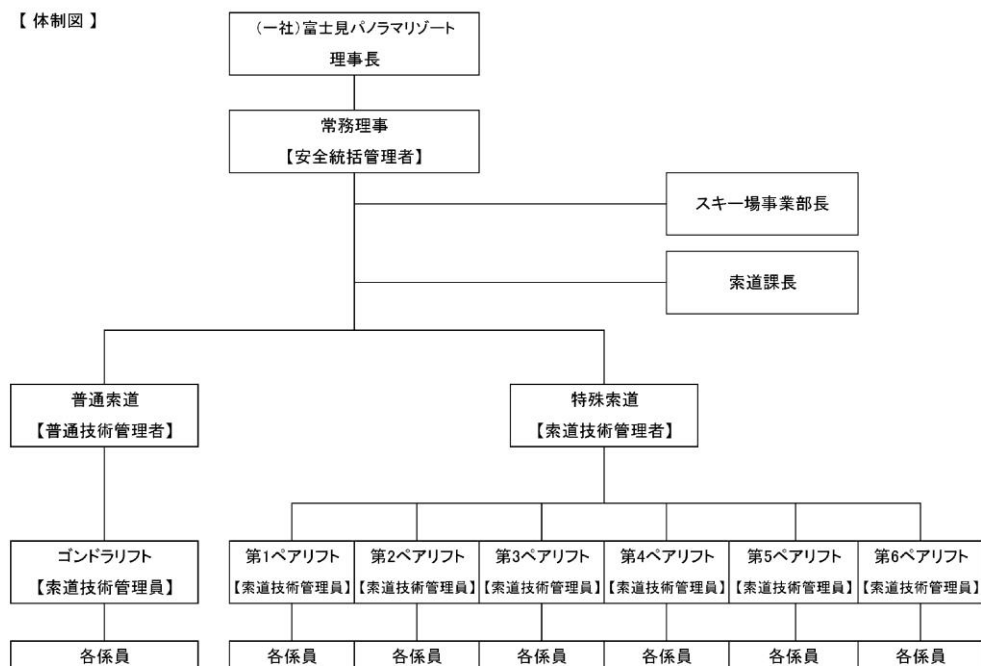 【 体制図 】
(一社)富士見パノラマリゾート
理事長
常務理事
【安全統括管理者】
スキー場事業部長
索道課長
普通索道
【普通技術管理者】
特殊索道
【索道技術管理者】
ゴンドラリフト
【索道技術管理員】
第1ペアリフト
【索道技術管理員】
第2ペアリフト
【索道技術管理員】
第3ペアリフト
【索道技術管理員】
第4ペアリフト
【索道技術管理員】
第5ペアリフト
【索道技術管理員】
第6ペアリフト
【索道技術管理員】
各係員
各係員
各係員
各係員
各係員
各係員
各係員